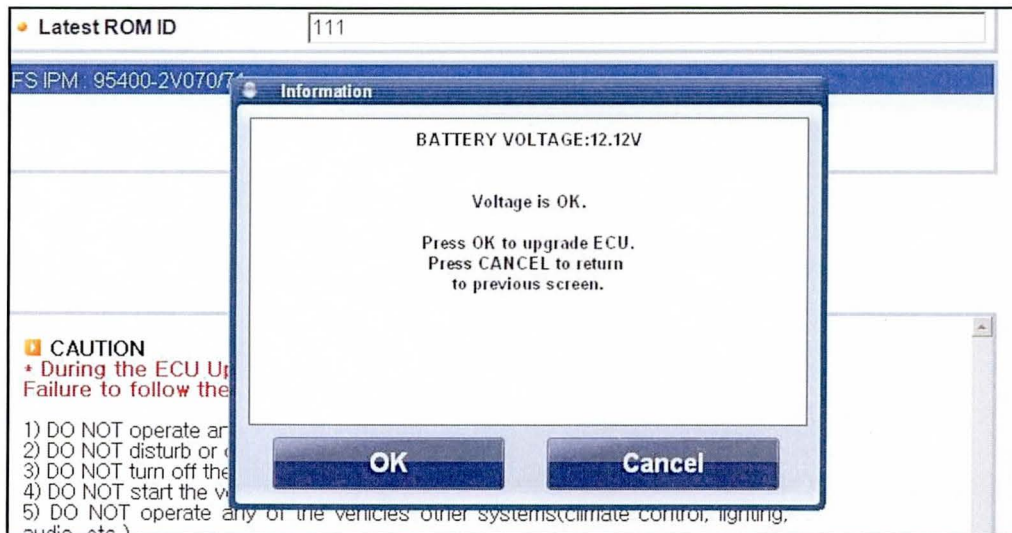 Latest ROM ID
111
FS IPM : 95400-2V070/
Information
BATTERY VOLTAGE:12.12V
Voltage is OK.
Press OK to upgrade ECU.
Press CANCEL to return
to previous screen.
OK
Cancel
CAUTION
* During the ECU
Failure to follow the
1) DO NOT operate
2) DO NOT disturb or
3) DO NOT turn off the
4) DO NOT start the
5) DO NOT operate any of the vehicles other systems(climate control, lighting,